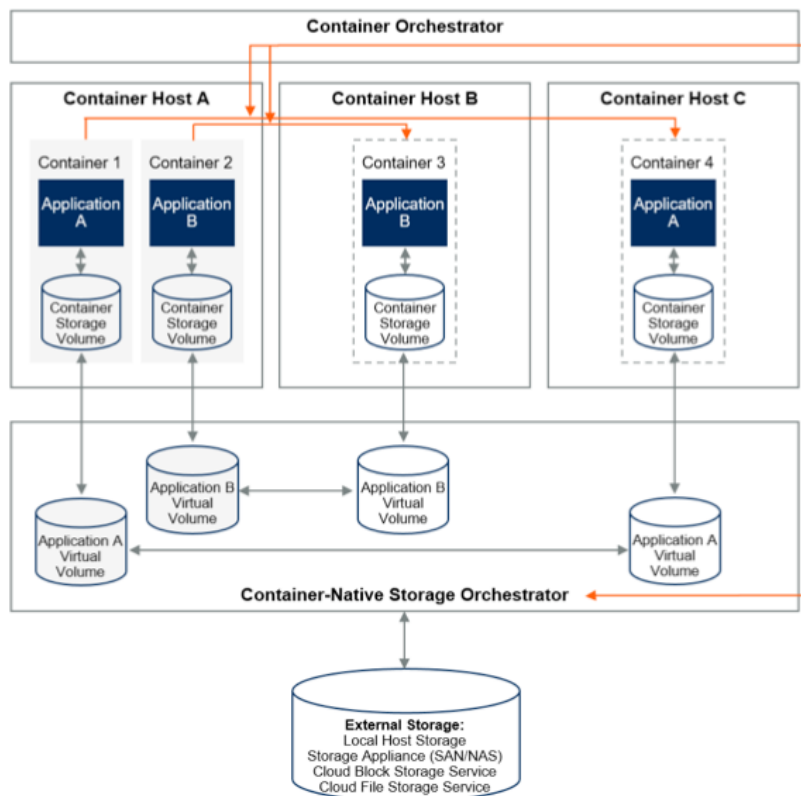 Container Orchestrator
Container Host A
Container Host B
Container Host C
Container 1
Container 2
Container 3
Container 4
Application
A
Application
B
Application
B
Application
A
Container
Storage
Volume
Container
Storage
Volume
Container
Storage
Volume
Container
Storage
Volume
Application B
Virtual
Volume
Application B
Virtual
Volume
Application A
Virtual
Volume
Application A
Virtual
Volume
Container-Native Storage Orchestrator
External Storage:
Local Host Storage
Storage Appliance (SAN/NAS)
Cloud Block Storage Service
Cloud File Storage Service